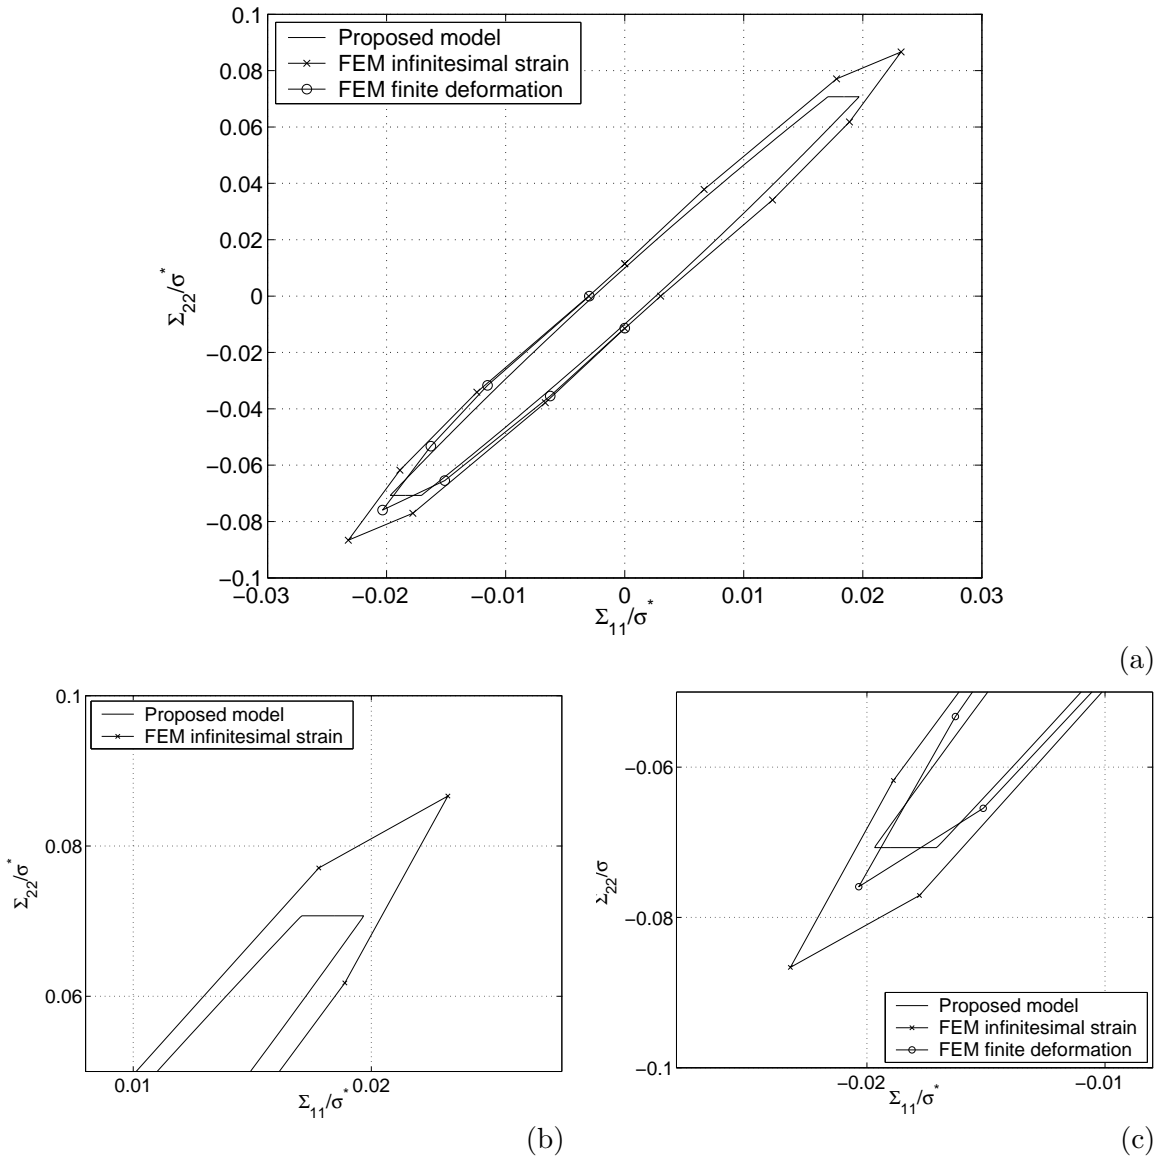 0.1
Proposed model
FEM infinitesimal strain
FEM finite deformation
0.08
0.06
0.04
0.02
0
−0.02
−0.04
−0.06
−0.08
−0.1
Σ22/σ*
−0.03 −0.02 −0.01 0 0.01 0.02 0.03
Σ11/σ*
(a)
0.1
Proposed model
FEM infinitesimal strain
0.08
0.06
Σ22/σ*
0.01 0.02
Σ11/σ*
(b)
−0.06
−0.08
−0.1
Σ22/σ
Proposed model
FEM infinitesimal strain
FEM finite deformation
−0.02 −0.01
Σ11/σ*
(c)